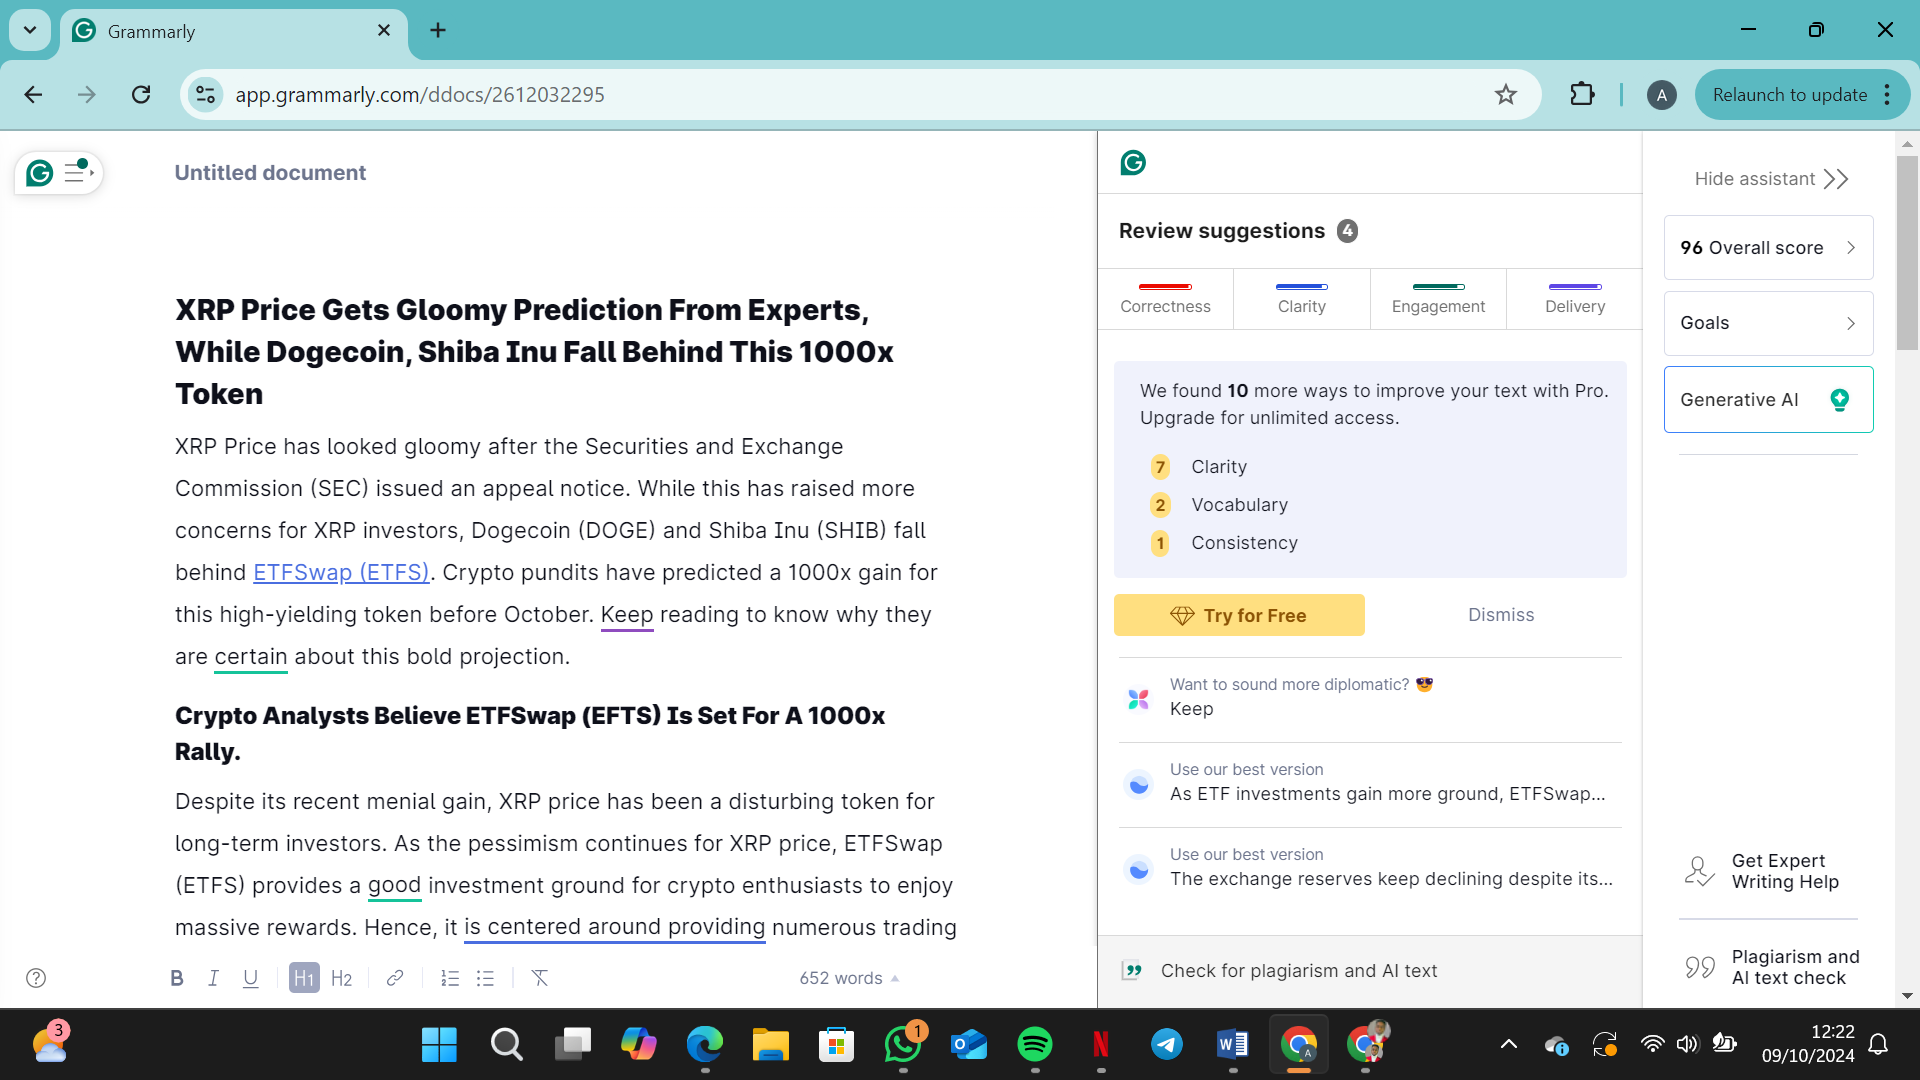 Grammarly
app.grammarly.com/ddocs/2612032295
A
Relaunch to update
Untitled document
XRP Price Gets Gloomy Prediction From Experts,
While Dogecoin, Shiba Inu Fall Behind This 1000x
Token
XRP Price has looked gloomy after the Securities and Exchange
Commission (SEC) issued an appeal notice. While this has raised more
concerns for XRP investors, Dogecoin (DOGE) and Shiba Inu (SHIB) fall
behind ETFSwap (ETFS). Crypto pundits have predicted a 1000x gain for
this high-yielding token before October. Keep reading to know why they
are certain about this bold projection.
Crypto Analysts Believe ETFSwap (EFTS) Is Set For A 1000x
Rally.
Despite its recent menial gain, XRP price has been a disturbing token for
long-term investors. As the pessimism continues for XRP price, ETFSwap
(ETFS) provides a good investment ground for crypto enthusiasts to enjoy
massive rewards. Hence, it is centered around providing numerous trading
B I U H1 H2
652 words
Review suggestions 4
Correctness
Clarity
Engagement
Delivery
We found 10 more ways to improve your text with Pro.
Upgrade for unlimited access.
7 Clarity
2 Vocabulary
1 Consistency
Try for Free
Dismiss
Want to sound more diplomatic? 😎
Keep
Use our best version
As ETF investments gain more ground, ETFSwap...
Use our best version
The exchange reserves keep declining despite its...
Check for plagiarism and AI text
Hide assistant
96 Overall score
Goals
Generative AI
Get Expert
Writing Help
Plagiarism and
AI text check
3
1
12:22
09/10/2024